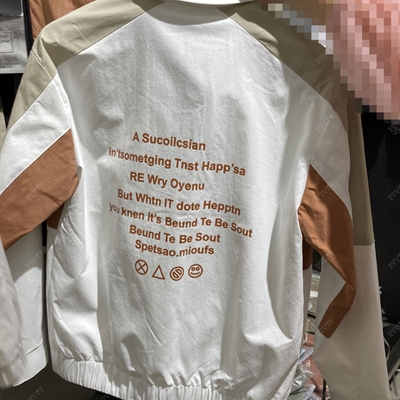 A Sucoilcsian
in'tsometging Tnst Happ'sa
RE Wry Oyenu
But Whtn IT dote Hepptn
you knen it's Beund Te Be Sout
Beund Te Be Sout
Spetsao.mioufs